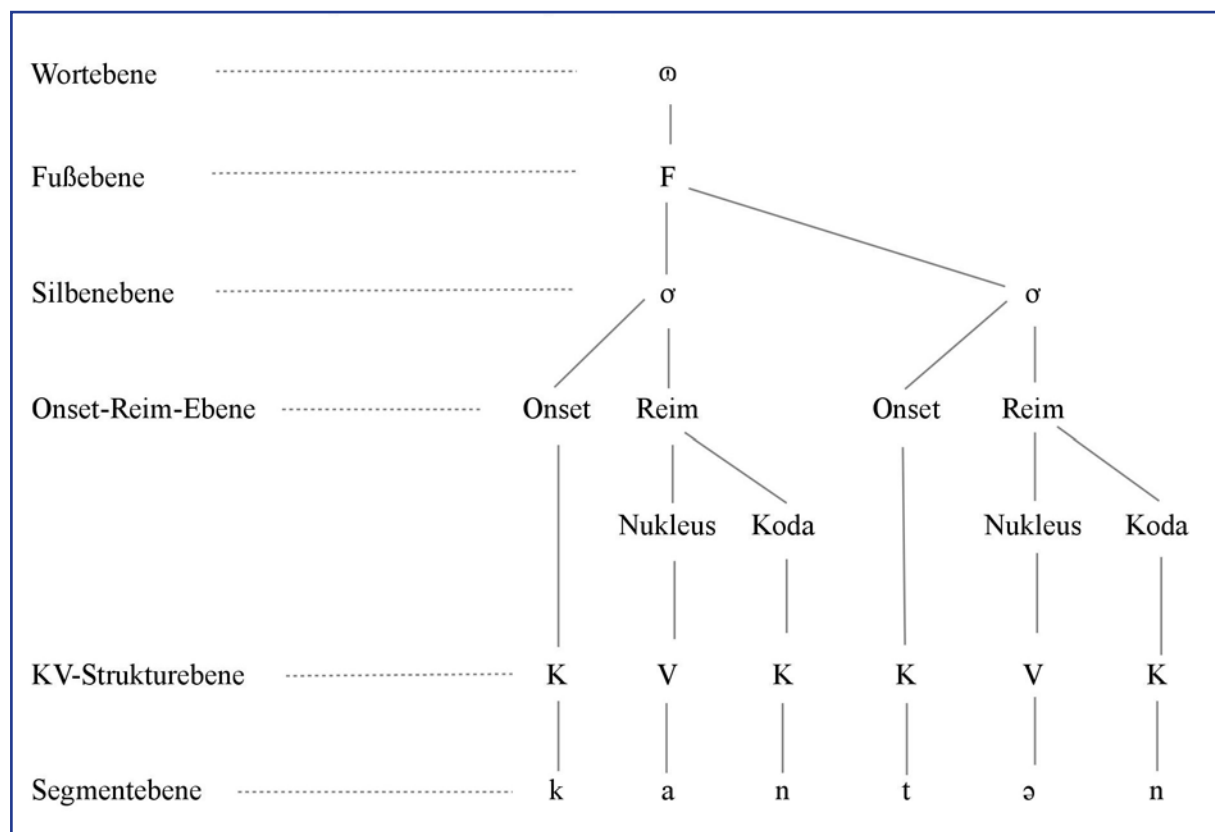 Wortebene ω
Fußebene F
Silbenebene σ σ
Onset-Reim-Ebene Onset Reim Onset Reim
Nukleus Koda Nukleus Koda
KV-Strukturebene K V K K V K
Segmentebene k a n t ə n